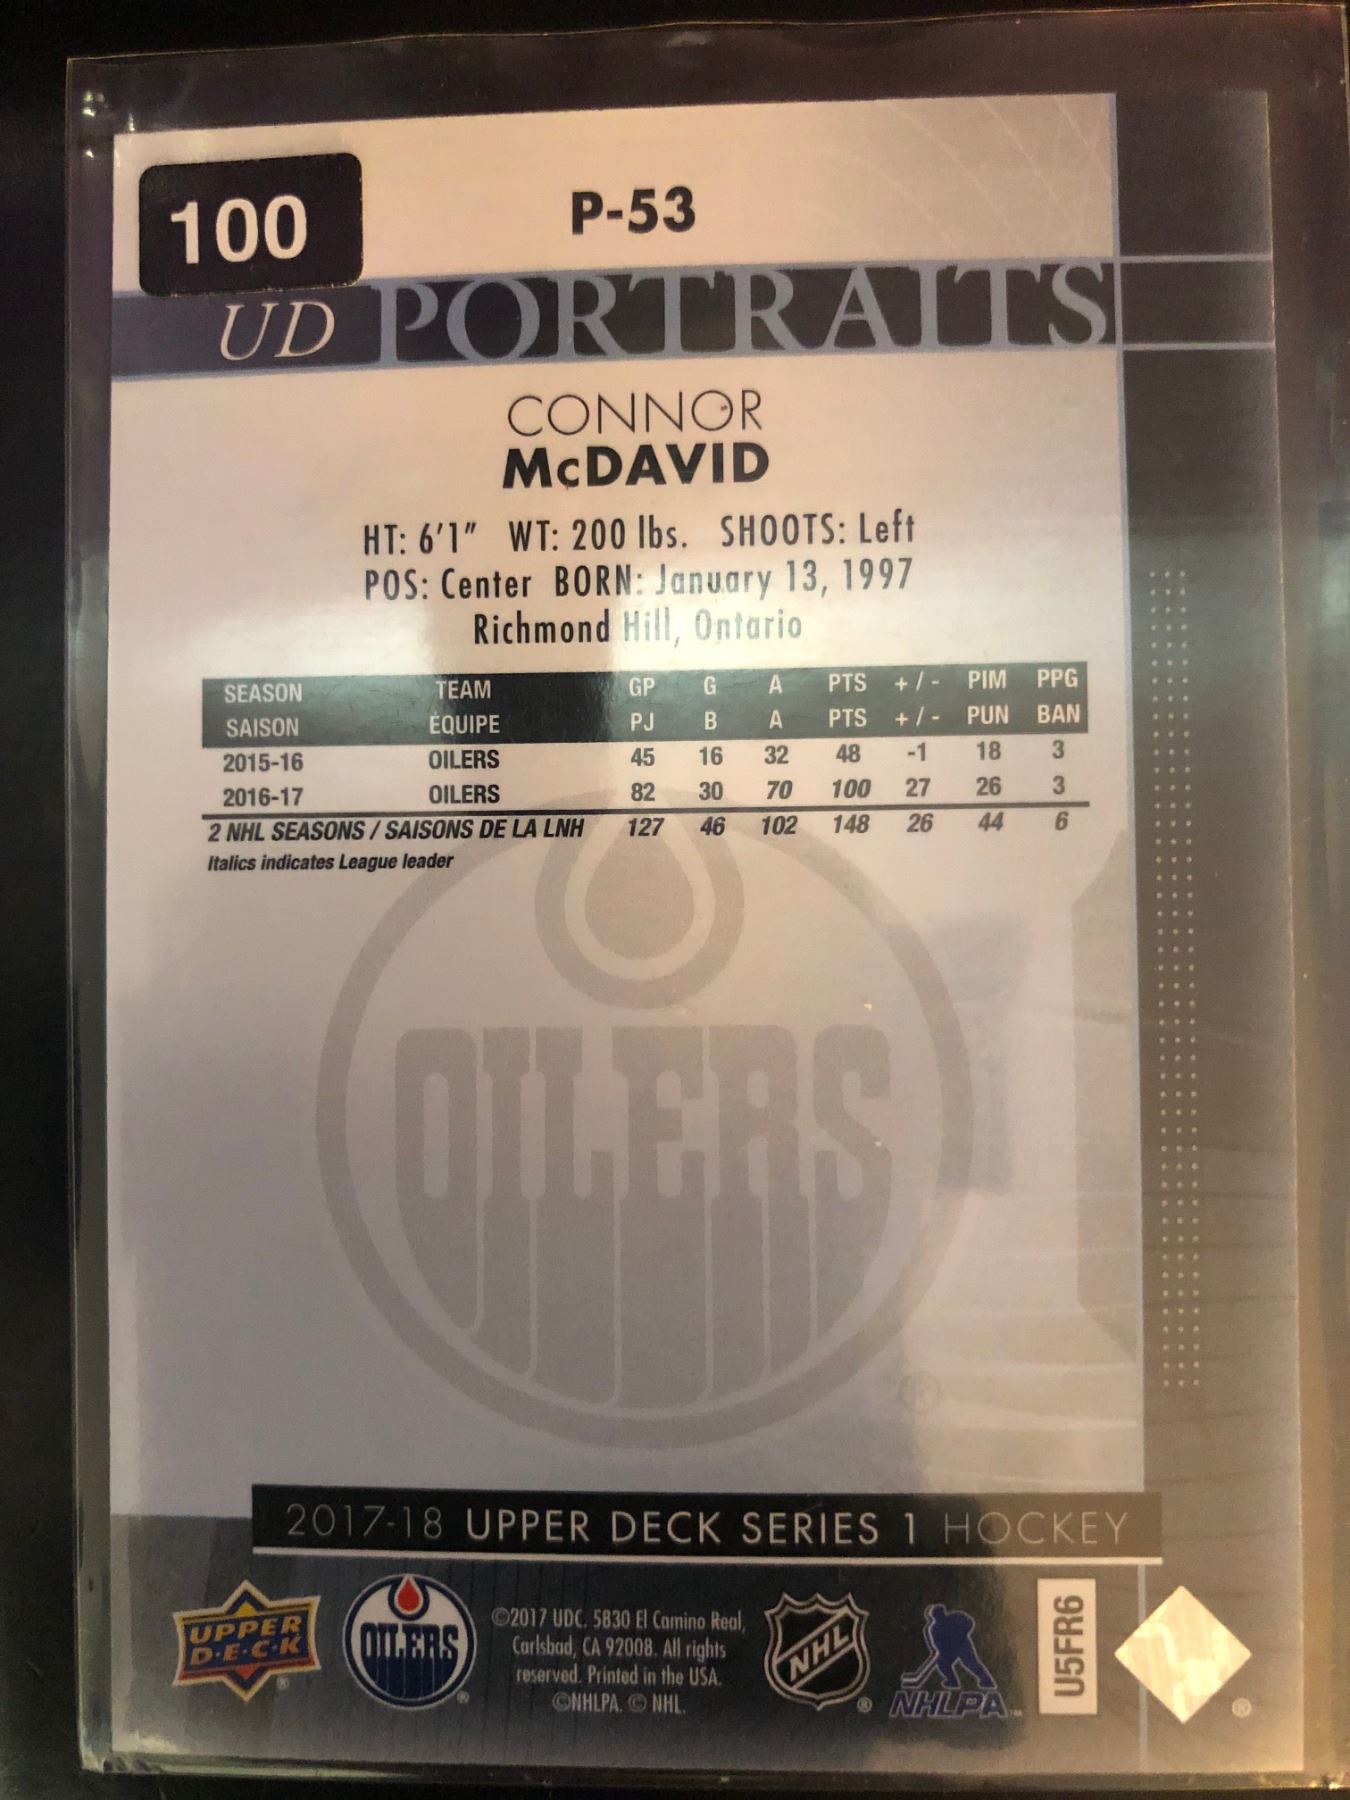 100
P-53
UD PORTRAITS
CONNOR
McDAVID
HT: 6'1" WT: 200 lbs. SHOOTS: Left
POS: Center BORN: January 13, 1997
Richmond Hill, Ontario
SEASON TEAM GP G A PTS +/- PIM PPG
SAISON ÉQUIPE PJ B A PTS +/- PUN BAN
2015-16 OILERS 45 16 32 48 -1 18 3
2016-17 OILERS 82 30 70 100 27 26 3
2 NHL SEASONS / SAISONS DE LA LNH 127 46 102 148 26 44 6
Italics indicates League leader
OILERS
®
2017-18 UPPER DECK SERIES 1 HOCKEY
UPPER
D·E·C·K
®
OILERS
®
©2017 UDC. 5830 El Camino Real,
Carlsbad, CA 92008. All rights
reserved. Printed in the USA.
©NHLPA. © NHL.
NHL
®
NHLPA™
U5FR6
®